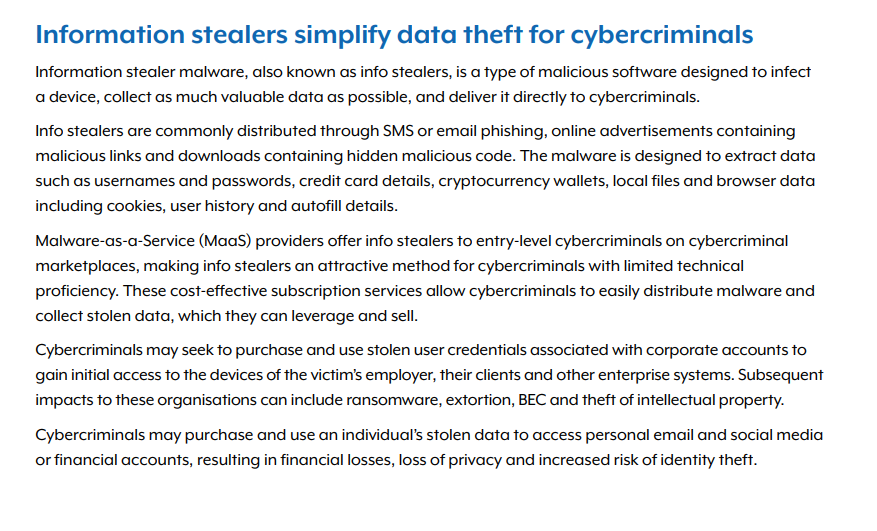 Information stealers simplify data theft for cybercriminals
Information stealer malware, also known as info stealers, is a type of malicious software designed to infect
a device, collect as much valuable data as possible, and deliver it directly to cybercriminals.
Info stealers are commonly distributed through SMS or email phishing, online advertisements containing
malicious links and downloads containing hidden malicious code. The malware is designed to extract data
such as usernames and passwords, credit card details, cryptocurrency wallets, local files and browser data
including cookies, user history and autofill details.
Malware-as-a-Service (MaaS) providers offer info stealers to entry-level cybercriminals on cybercriminal
marketplaces, making info stealers an attractive method for cybercriminals with limited technical
proficiency. These cost-effective subscription services allow cybercriminals to easily distribute malware and
collect stolen data, which they can leverage and sell.
Cybercriminals may seek to purchase and use stolen user credentials associated with corporate accounts to
gain initial access to the devices of the victim's employer, their clients and other enterprise systems. Subsequent
impacts to these organisations can include ransomware, extortion, BEC and theft of intellectual property.
Cybercriminals may purchase and use an individual's stolen data to access personal email and social media
or financial accounts, resulting in financial losses, loss of privacy and increased risk of identity theft.